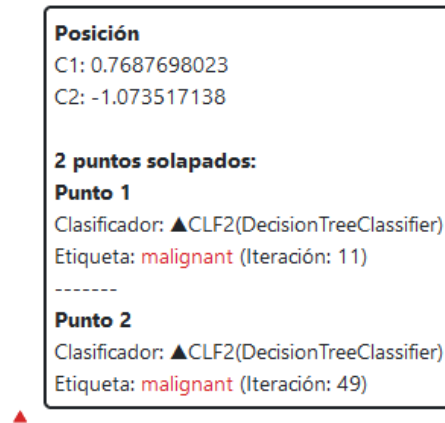 Posición
C1: 0.7687698023
C2: -1.073517138
2 puntos solapados:
Punto 1
Clasificador: ▲CLF2(DecisionTreeClassifier)
Etiqueta: malignant (Iteración: 11)
-------
Punto 2
Clasificador: ▲CLF2(DecisionTreeClassifier)
Etiqueta: malignant (Iteración: 49)